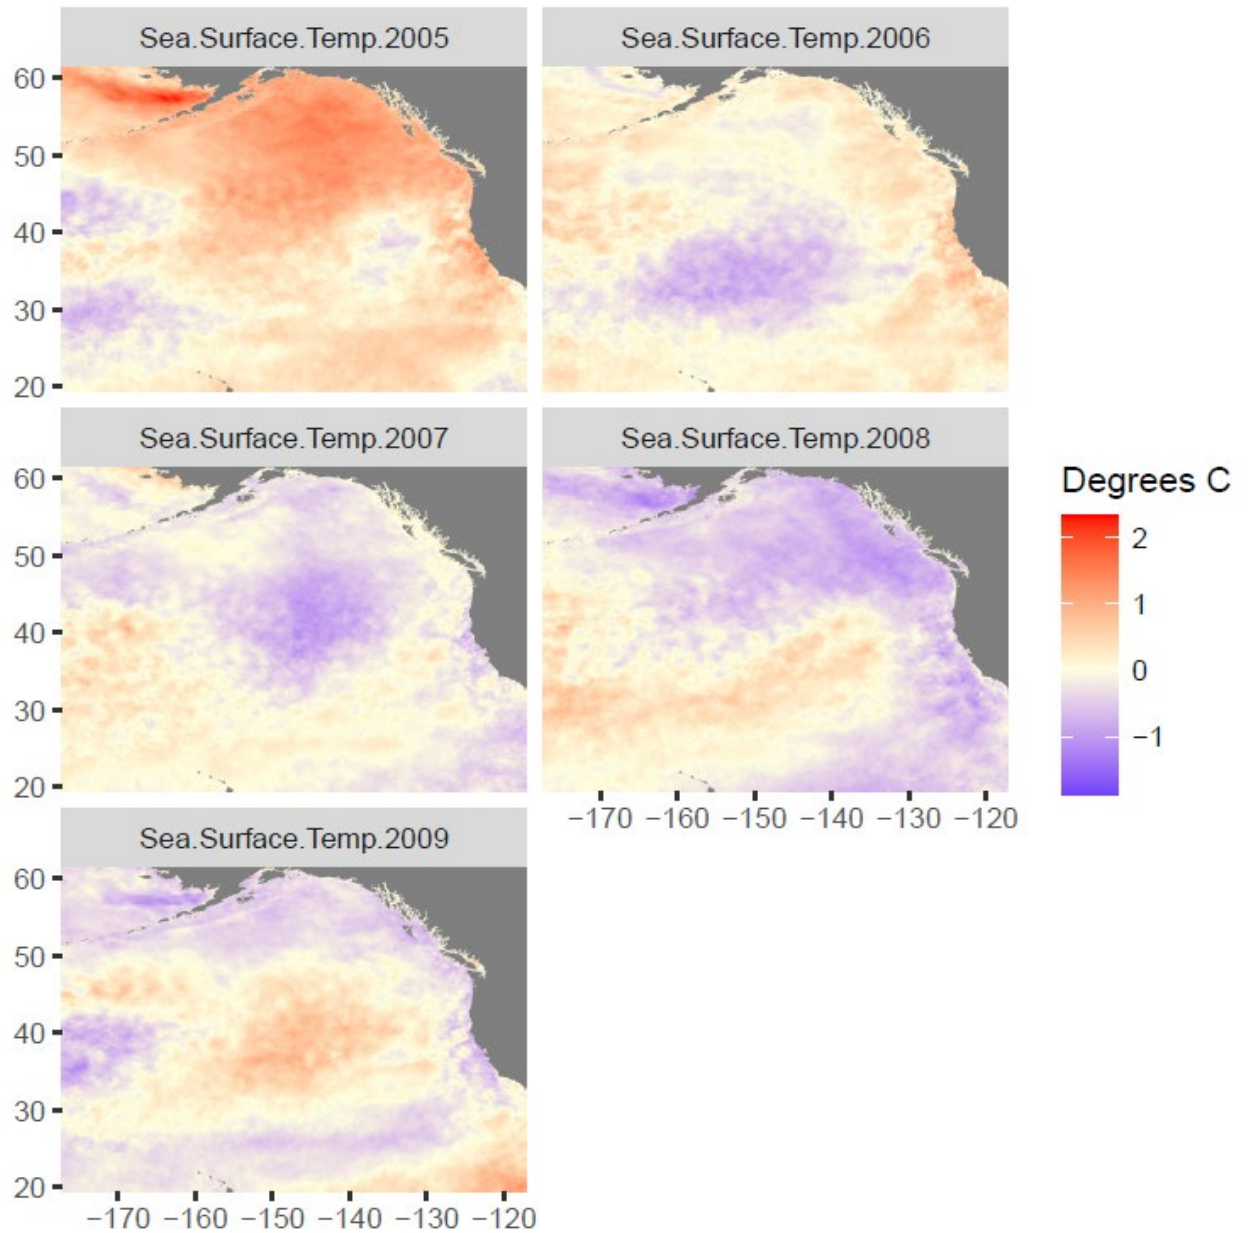 Sea.Surface.Temp.2005
Sea.Surface.Temp.2006
60
50
40
30
20
Sea.Surface.Temp.2007
Sea.Surface.Temp.2008
60
50
40
30
20
−170 −160 −150 −140 −130 −120
Degrees C
2
1
0
−1
Sea.Surface.Temp.2009
60
50
40
30
20
−170 −160 −150 −140 −130 −120